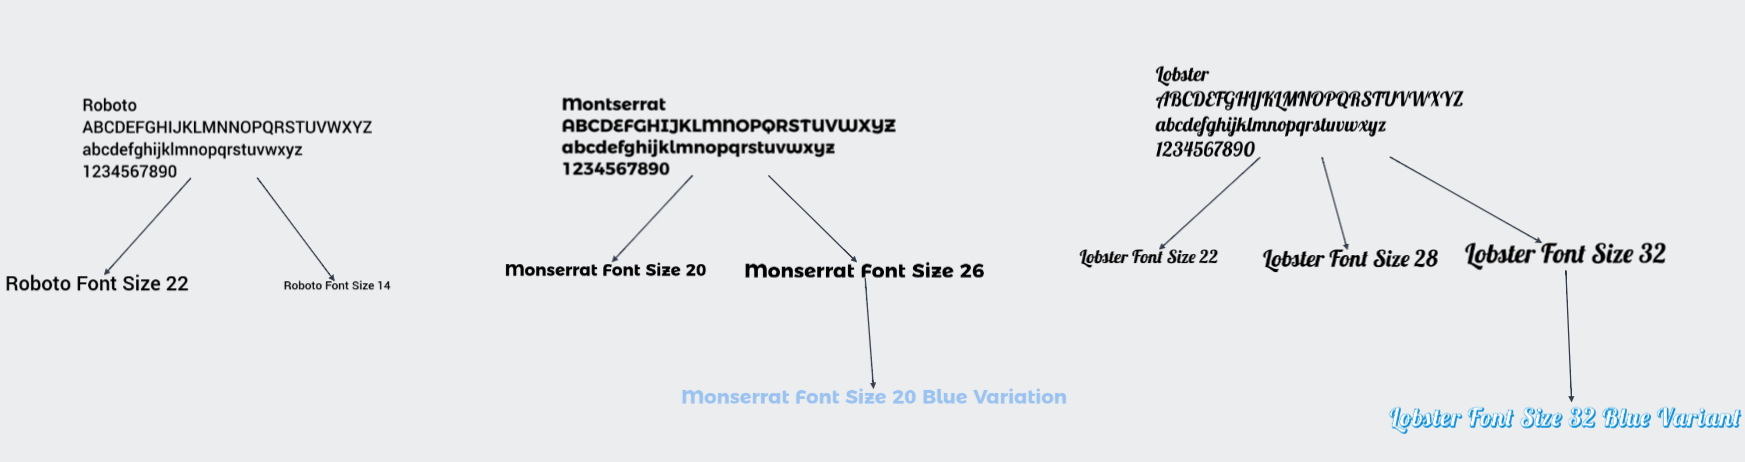 Roboto
ABCDEFGHIJKLMNNOPQRSTUVWXYZ
abcdefghijklmnopqrstuvwxyz
1234567890
Roboto Font Size 22
Roboto Font Size 14
Montserrat
ABCDEFGHIJKLMNOPQRSTUVWXYZ
abcdefghijklmnopqrstuvwxyz
1234567890
Monserrat Font Size 20
Monserrat Font Size 26
Monserrat Font Size 20 Blue Variation
Lobster
ABCDEFGHIJKLMNOPQRSTUVWXYZ
abcdefghijklmnopqrstuvwxyz
1234567890
Lobster Font Size 22
Lobster Font Size 28
Lobster Font Size 32
Lobster Font Size 32 Blue Variant